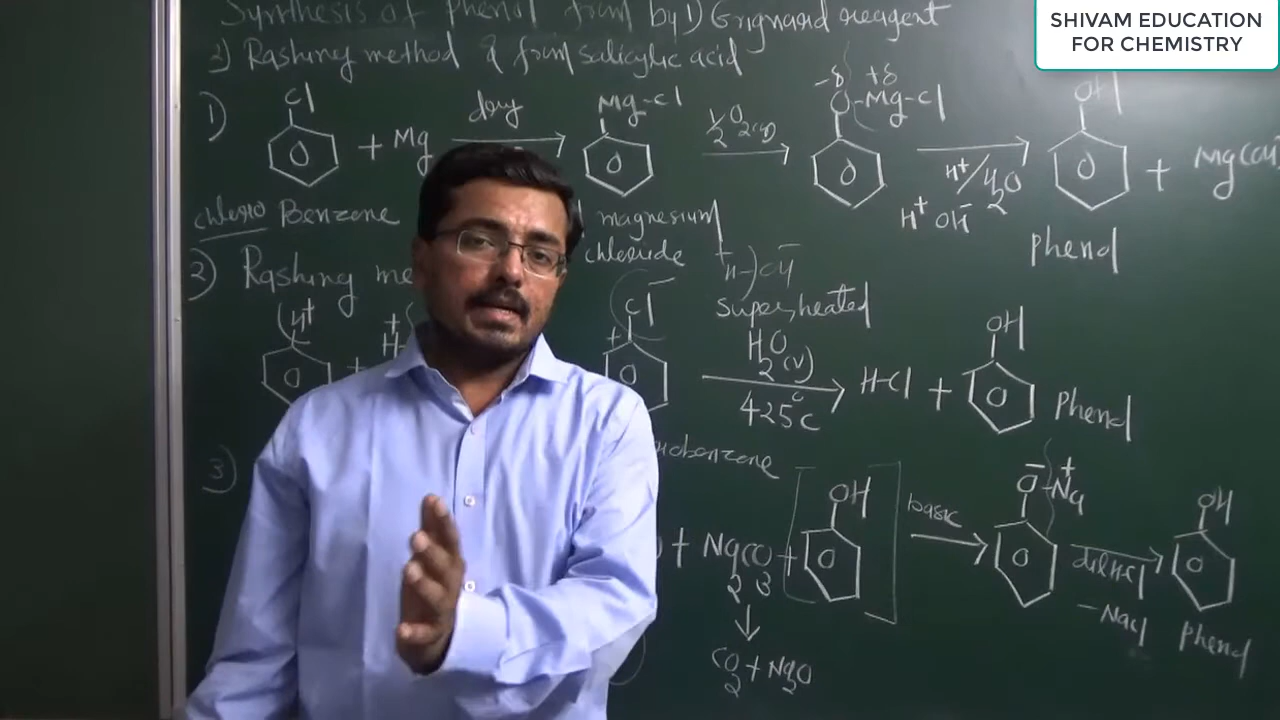 SHIVAM EDUCATION
FOR CHEMISTRY
Synthesis of phenol from by 1) Grignard reagent
2) Rashing method & from salicylic acid
1)
Cl
+ Mg
dry
Mg-Cl
½O2(g)
-δ +δ
O-Mg-Cl
H+/H2O
H+ OH-
OH
+ Mg(OH
chloro Benzene
magnesium
chloride
phenol
2) Rashing me
H+
+
+
H-
Cl-
+
+H-)OH-
Superheated
H2O(v)
425°C
H-Cl +
OH
Phenol
3)
obenzene
+ Na2CO3 +
OH
basic
O- Na+
dil HCl
-NaCl
OH
Phenol
↓
CO2 + Na2O